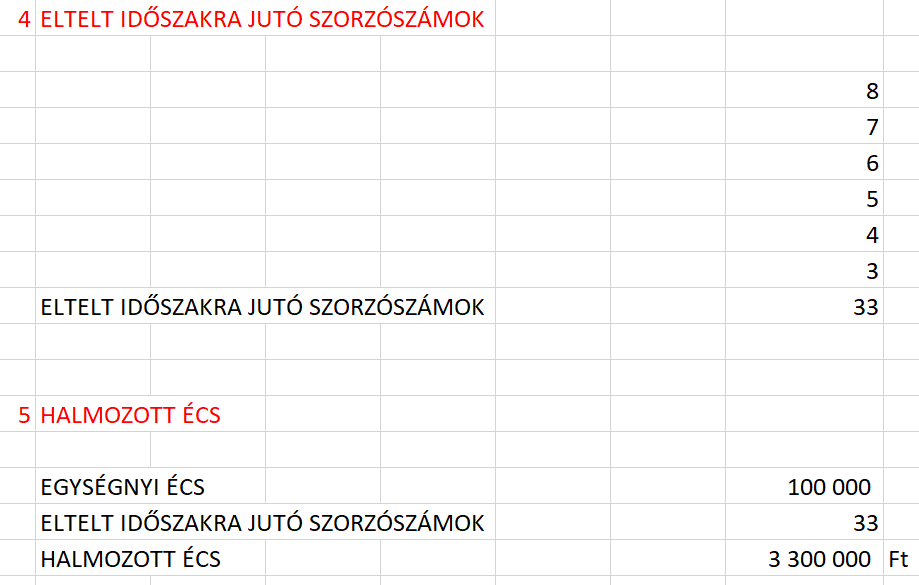 4 ELTELT IDŐSZAKRA JUTÓ SZORZÓSZÁMOK
8
7
6
5
4
3
ELTELT IDŐSZAKRA JUTÓ SZORZÓSZÁMOK 33
5 HALMOZOTT ÉCS
EGYSÉGNYI ÉCS 100 000
ELTELT IDŐSZAKRA JUTÓ SZORZÓSZÁMOK 33
HALMOZOTT ÉCS 3 300 000 Ft